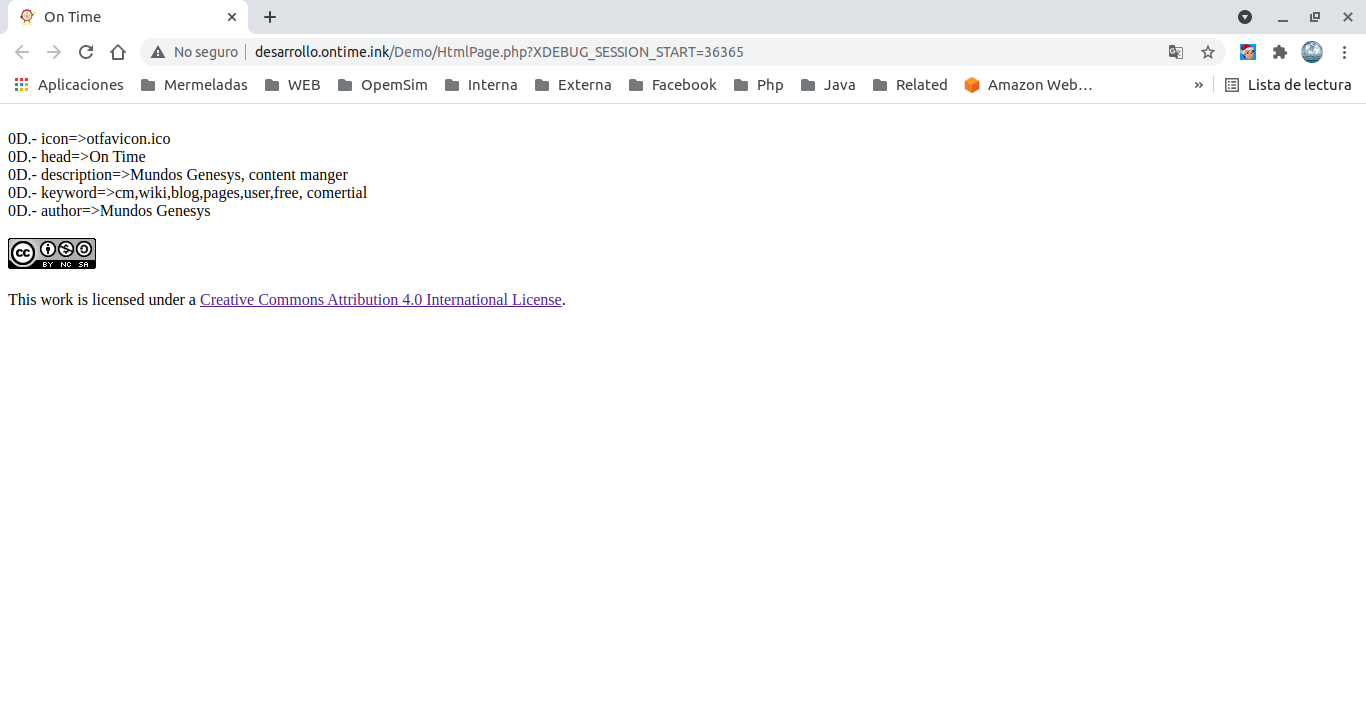 On Time
No seguro
desarrollo.ontime.ink/Demo/HtmlPage.php?XDEBUG_SESSION_START=36365
Aplicaciones Mermeladas WEB OpemSim Interna Externa Facebook Php Java Related Amazon Web… » Lista de lectura
0D.- icon=>otfavicon.ico
0D.- head=>On Time
0D.- description=>Mundos Genesys, content manger
0D.- keyword=>cm,wiki,blog,pages,user,free, comertial
0D.- author=>Mundos Genesys
cc
BY NC SA
This work is licensed under a Creative Commons Attribution 4.0 International License.